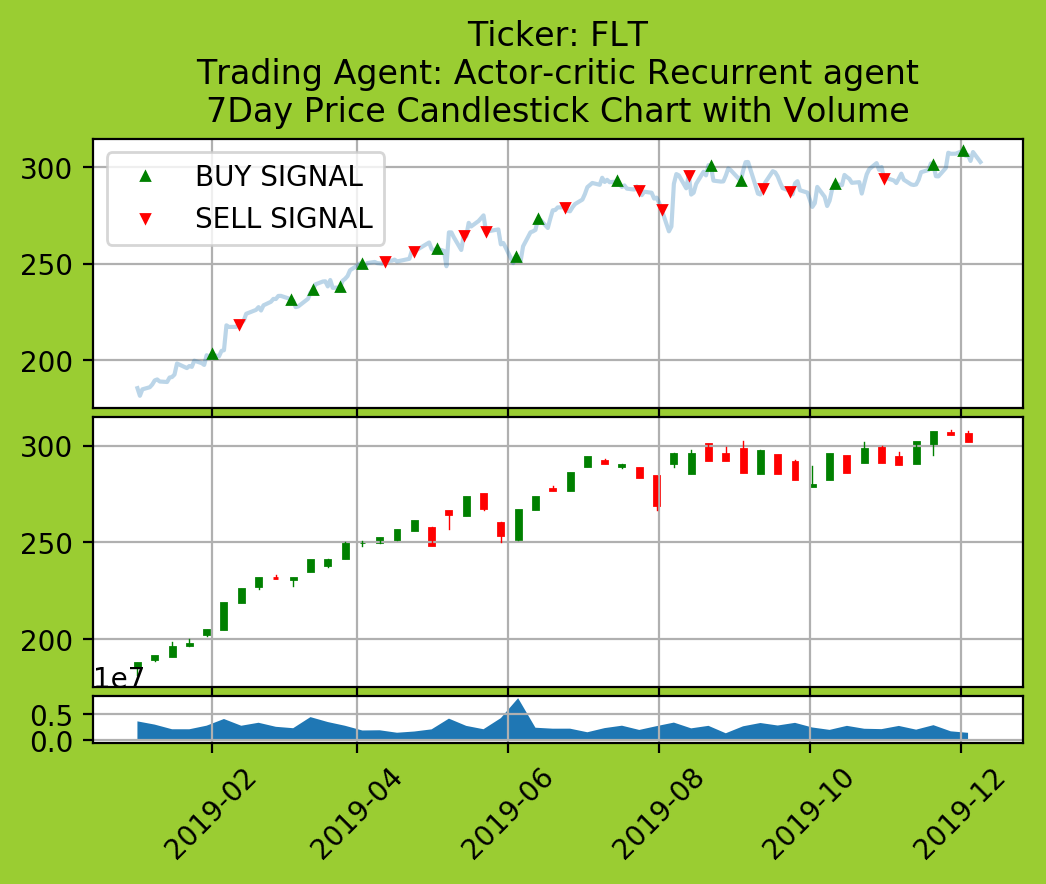 Ticker: FLT
Trading Agent: Actor-critic Recurrent agent
7Day Price Candlestick Chart with Volume
BUY SIGNAL
SELL SIGNAL
300
250
200
300
250
200
1e7
0.5
0.0
2019-02
2019-04
2019-06
2019-08
2019-10
2019-12